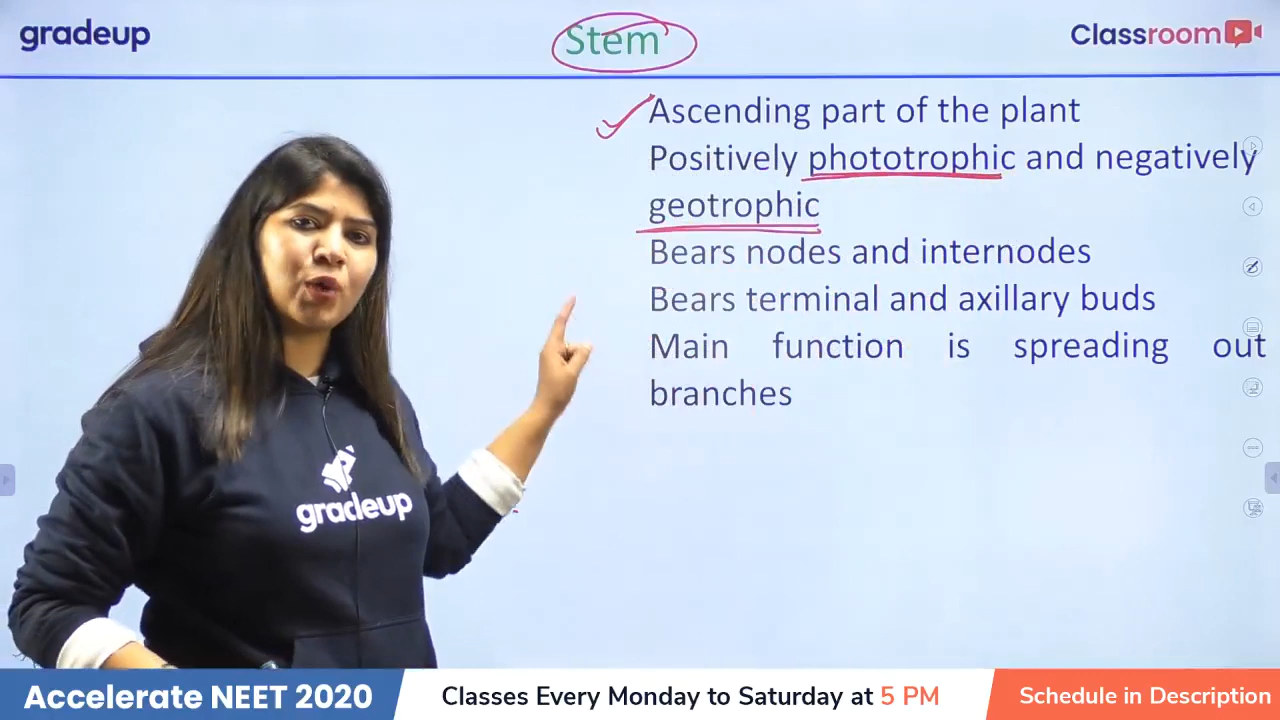 gradeup
Stem
Classroom
Ascending part of the plant
Positively phototrophic and negatively
geotrophic
Bears nodes and internodes
Bears terminal and axillary buds
Main function is spreading out
branches
gradeup
Accelerate NEET 2020
Classes Every Monday to Saturday at 5 PM
Schedule in Description